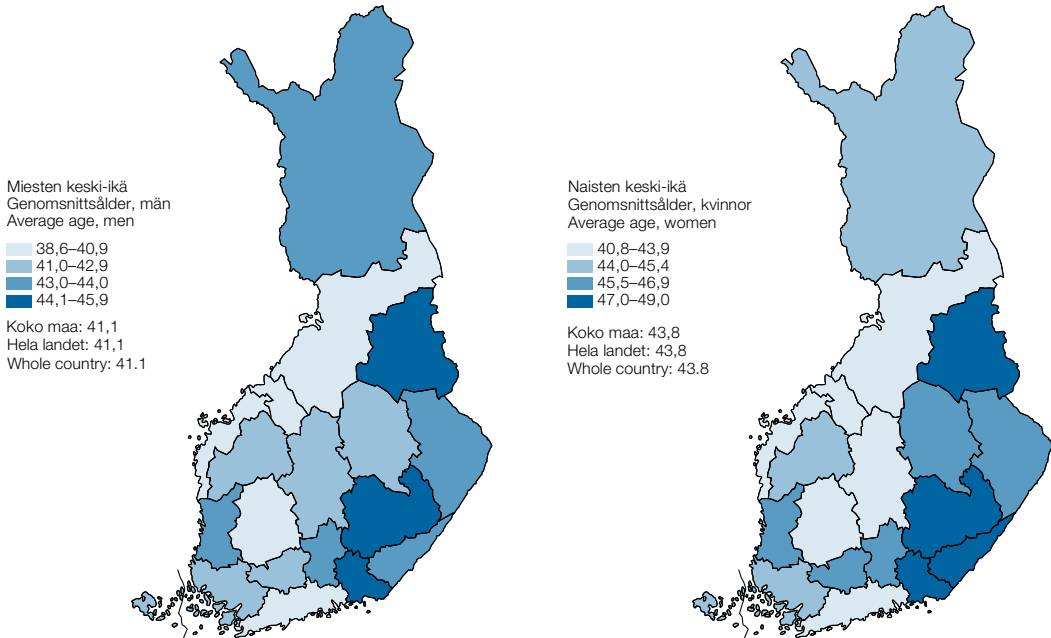 Miesten keski-ikä
Genomsnittsålder, män
Average age, men
38,6–40,9
41,0–42,9
43,0–44,0
44,1–45,9
Koko maa: 41,1
Hela landet: 41,1
Whole country: 41.1
Naisten keski-ikä
Genomsnittsålder, kvinnor
Average age, women
40,8–43,9
44,0–45,4
45,5–46,9
47,0–49,0
Koko maa: 43,8
Hela landet: 43,8
Whole country: 43.8